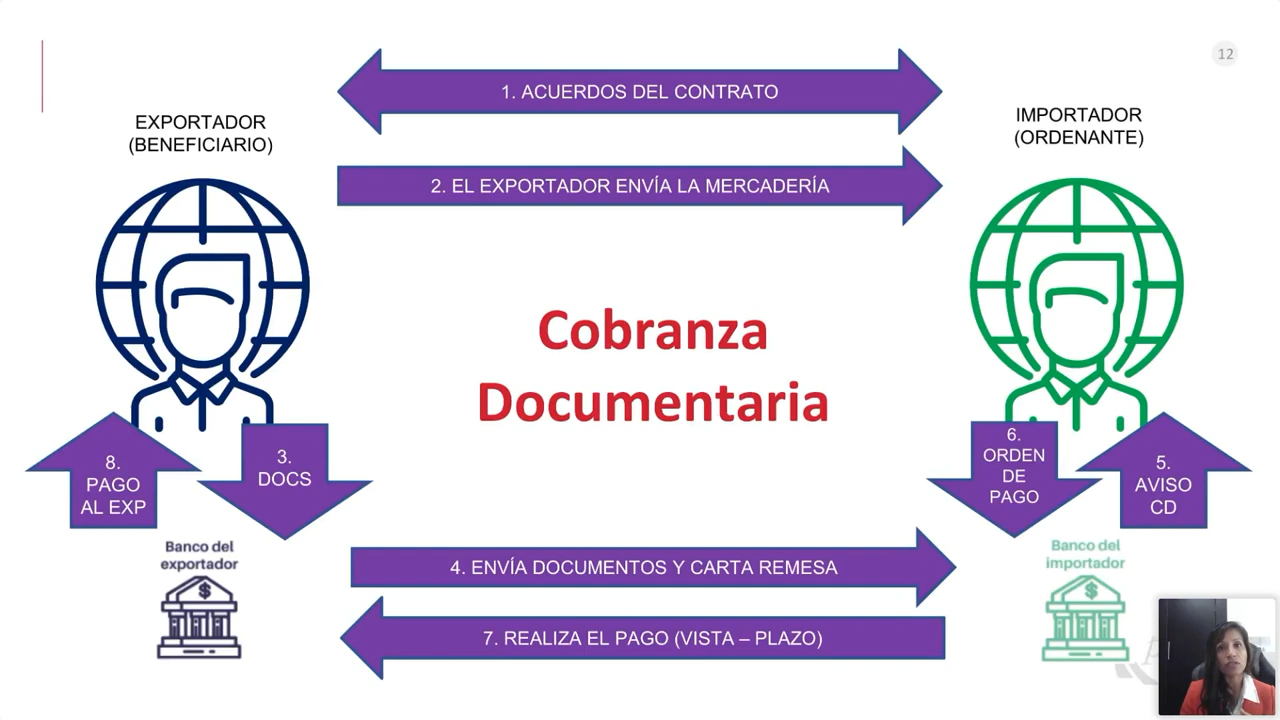 12
1. ACUERDOS DEL CONTRATO
EXPORTADOR
(BENEFICIARIO)
IMPORTADOR
(ORDENANTE)
2. EL EXPORTADOR ENVÍA LA MERCADERÍA
Cobranza
Documentaria
8.
PAGO
AL EXP
3.
DOCS
6.
ORDEN
DE
PAGO
5.
AVISO
CD
Banco del
exportador
$
Banco del
importador
$
4. ENVÍA DOCUMENTOS Y CARTA REMESA
7. REALIZA EL PAGO (VISTA – PLAZO)